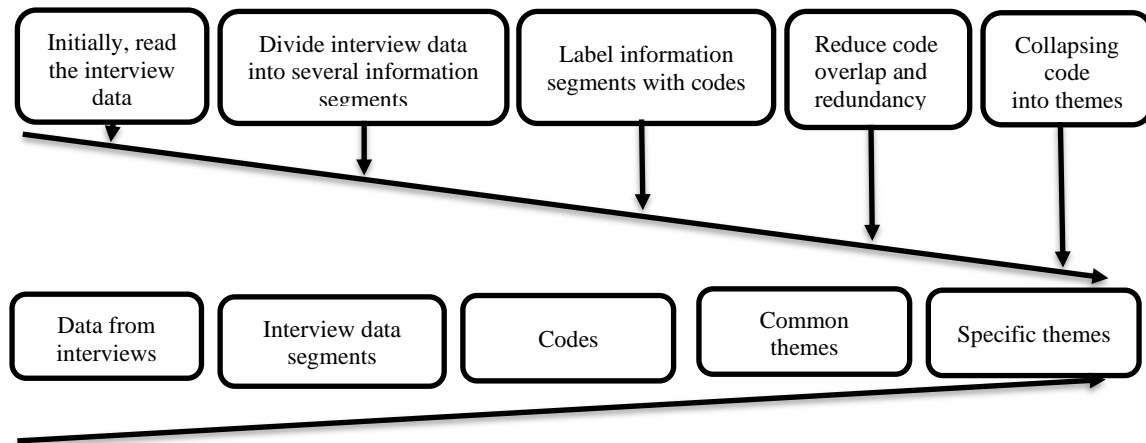 Initially, read
the interview
data
Divide interview data
into several information
segments
Label information
segments with codes
Reduce code
overlap and
redundancy
Collapsing
code
into themes
Data from
interviews
Interview data
segments
Codes
Common
themes
Specific themes